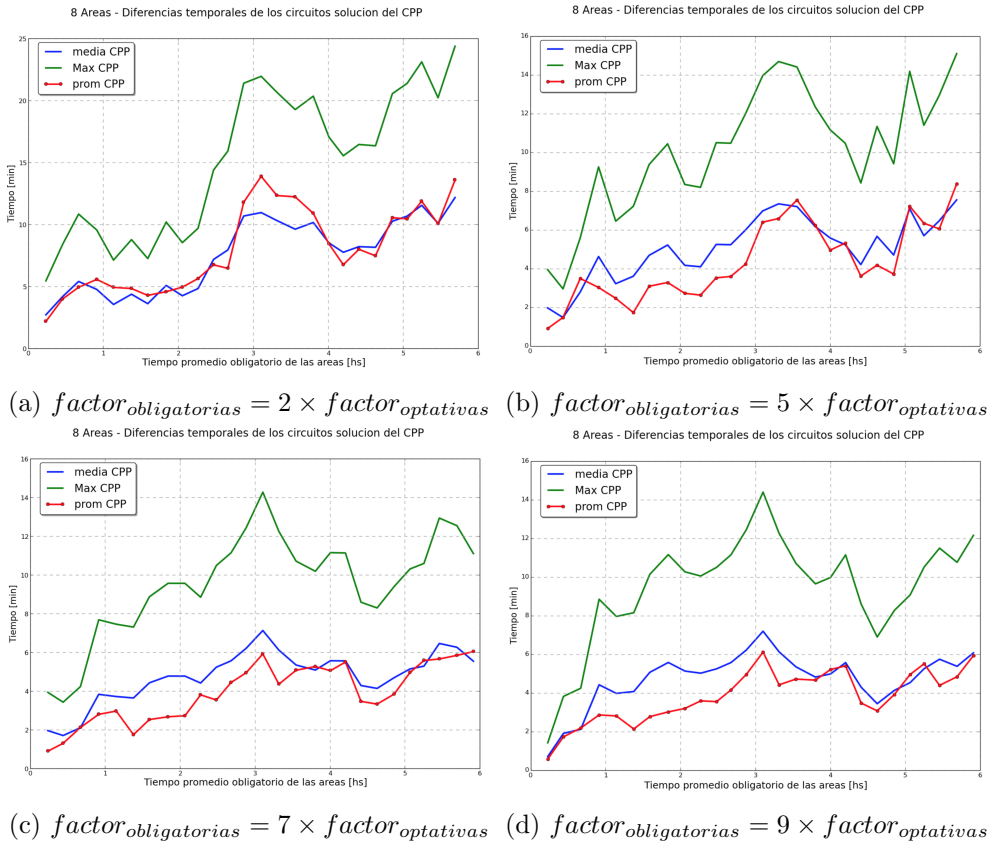 8 Areas - Diferencias temporales de los circuitos solucion del CPP
media CPP
Max CPP
prom CPP
Tiempo [min]
25
20
15
10
5
0
0 1 2 3 4 5 6
Tiempo promedio obligatorio de las areas [hs]
(a) factor_obligatorias = 2 × factor_optativas
8 Areas - Diferencias temporales de los circuitos solucion del CPP
media CPP
Max CPP
prom CPP
Tiempo [min]
16
14
12
10
8
6
4
2
0
0 1 2 3 4 5 6
Tiempo promedio obligatorio de las areas [hs]
(b) factor_obligatorias = 5 × factor_optativas
8 Areas - Diferencias temporales de los circuitos solucion del CPP
media CPP
Max CPP
prom CPP
Tiempo [min]
16
14
12
10
8
6
4
2
0
0 1 2 3 4 5 6
Tiempo promedio obligatorio de las areas [hs]
(c) factor_obligatorias = 7 × factor_optativas
8 Areas - Diferencias temporales de los circuitos solucion del CPP
media CPP
Max CPP
prom CPP
Tiempo [min]
16
14
12
10
8
6
4
2
0
0 1 2 3 4 5 6
Tiempo promedio obligatorio de las areas [hs]
(d) factor_obligatorias = 9 × factor_optativas